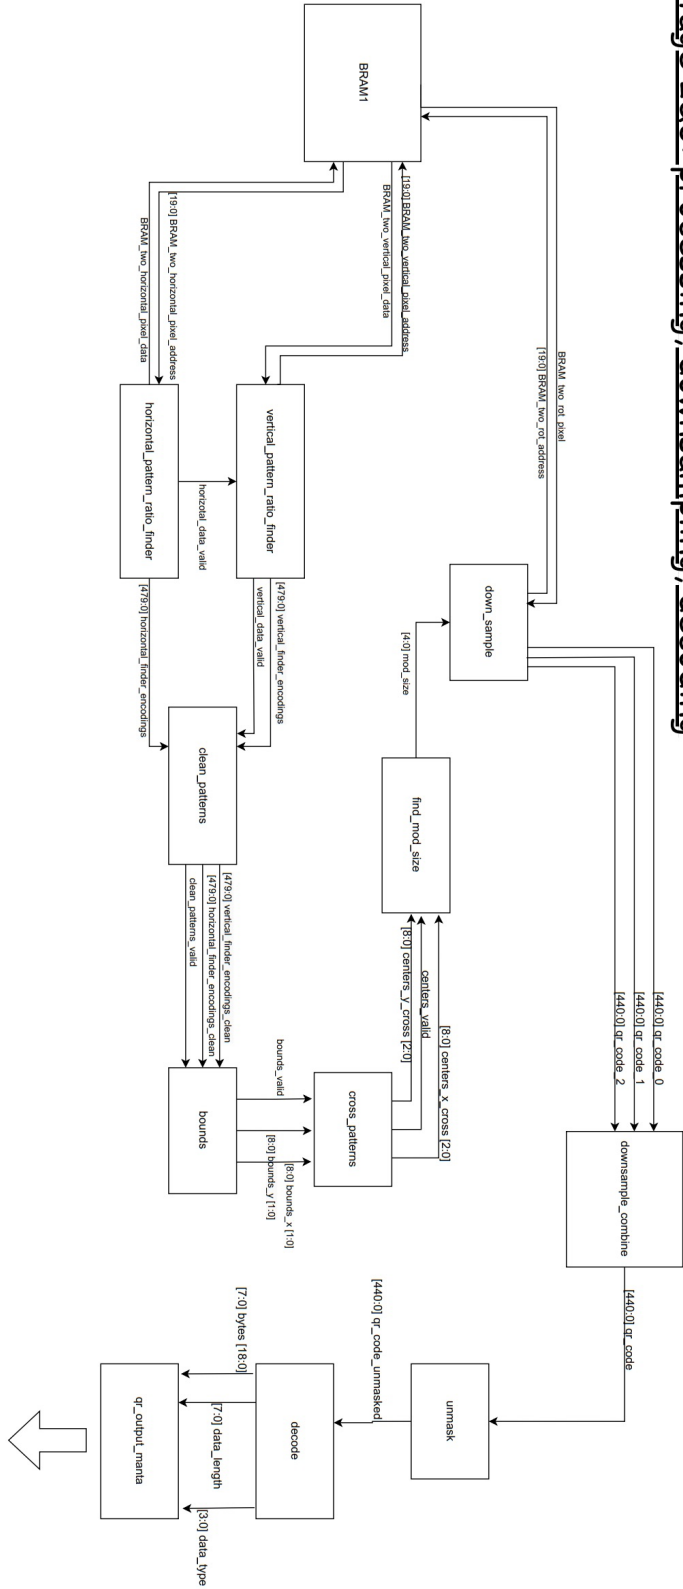 processing/downsampling/decoding
BRAM1
BRAM_two_rot_pixel
[19:0] BRAM_two_rot_address
[19:0] BRAM_two_vertical_pixel_address
BRAM_two_vertical_pixel_data
[19:0] BRAM_two_horizontal_pixel_address
BRAM_two_horizontal_pixel_data
vertical_pattern_ratio_finder
horizotal_data_valid
horizontal_pattern_ratio_finder
[479:0] vertical_finder_encodings
vertical_data_valid
[479:0] horizontal_finder_encodings
down_sample
[4:0] mod_size
clean_patterns
find_mod_size
[479:0] vertical_finder_encodings_clean
[479:0] horizontal_finder_encodings_clean
clean_patterns_valid
[8:0] centers_x_cross [2:0]
centers_valid
[8:0] centers_y_cross [2:0]
bounds
bounds_valid
[8:0] bounds_x [1:0]
[8:0] bounds_y [1:0]
cross_patterns
[440:0] qr_code_0
[440:0] qr_code_1
[440:0] qr_code_2
downsample_combine
[440:0] qr_code
unmask
[440:0] qr_code_unmasked
decode
[7:0] bytes [18:0]
[7:0] data_length
[3:0] data_type
qr_output_manta